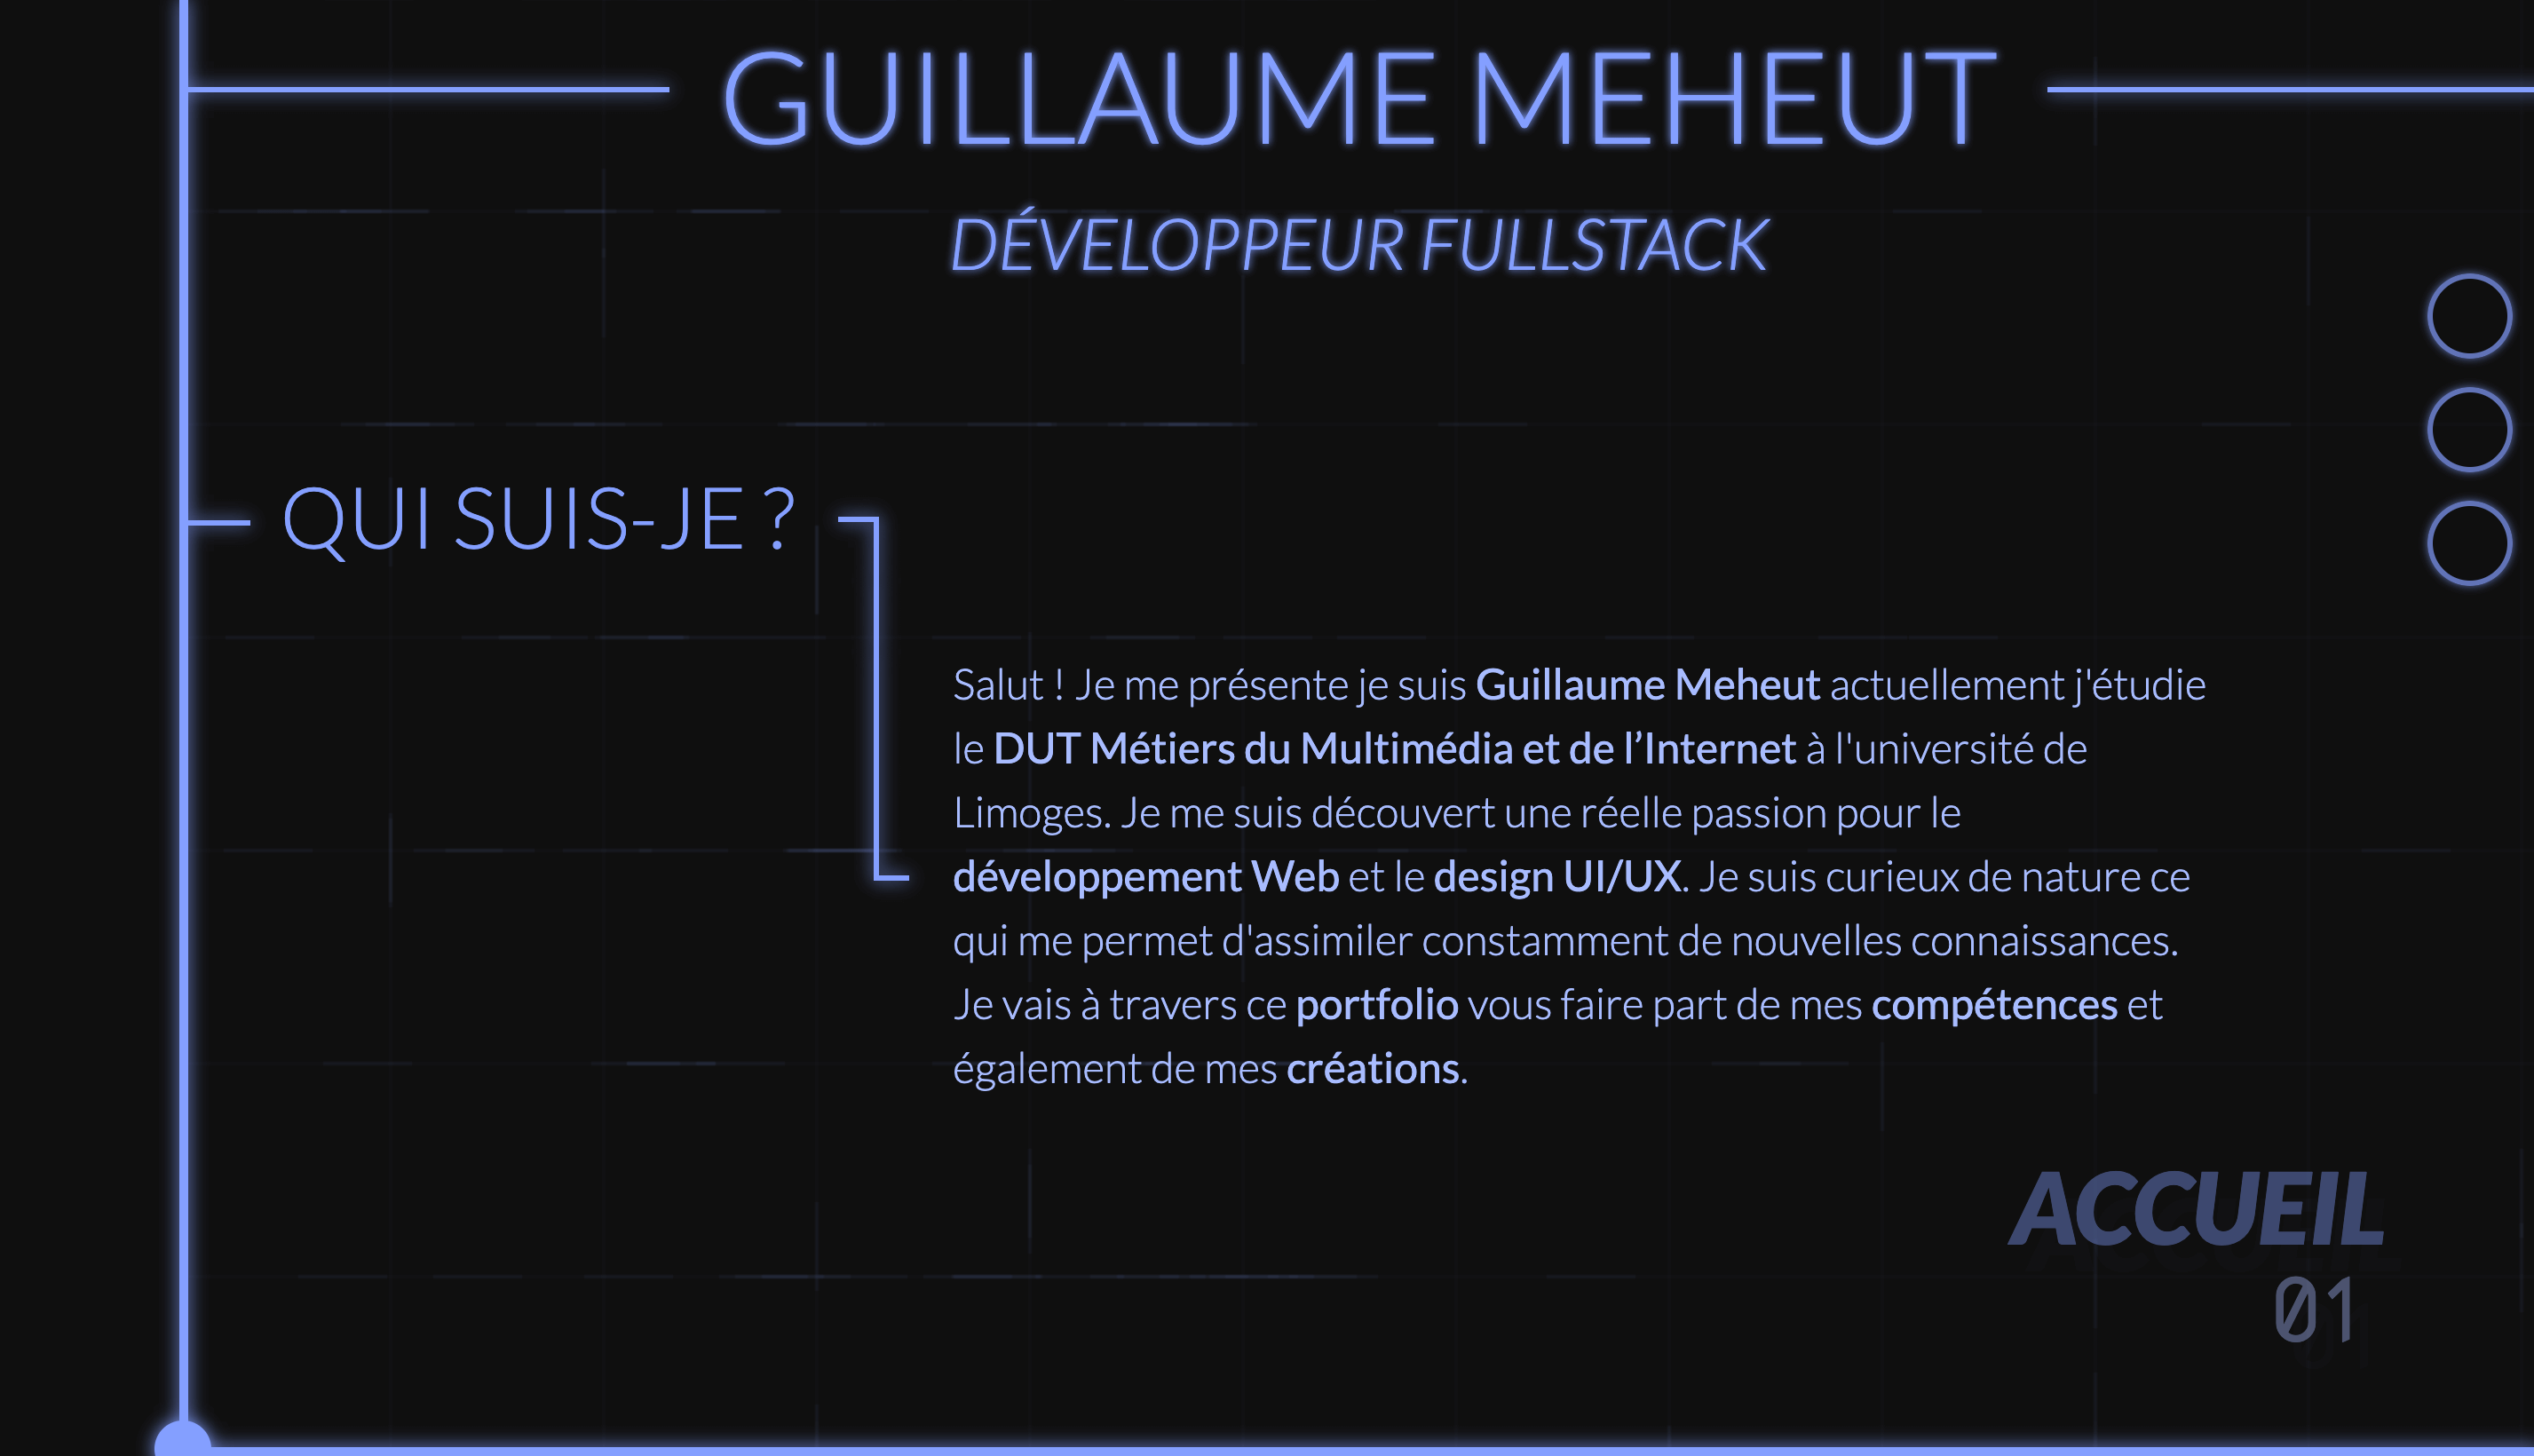 GUILLAUME MEHEUT
DÉVELOPPEUR FULLSTACK
QUI SUIS-JE ?
Salut ! Je me présente je suis Guillaume Meheut actuellement j'étudie
le DUT Métiers du Multimédia et de l’Internet à l'université de
Limoges. Je me suis découvert une réelle passion pour le
développement Web et le design UI/UX. Je suis curieux de nature ce
qui me permet d'assimiler constamment de nouvelles connaissances.
Je vais à travers ce portfolio vous faire part de mes compétences et
également de mes créations.
ACCUEIL
01